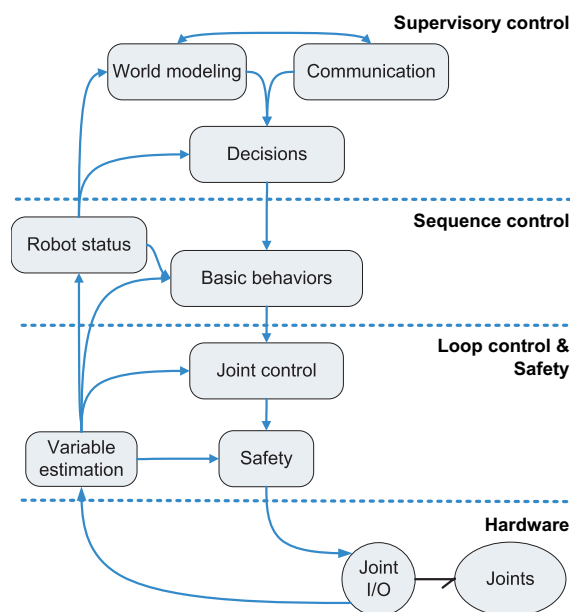 Supervisory control
World modeling
Communication
Decisions
Sequence control
Robot status
Basic behaviors
Loop control &
Safety
Joint control
Variable
estimation
Safety
Hardware
Joint
I/O
Joints